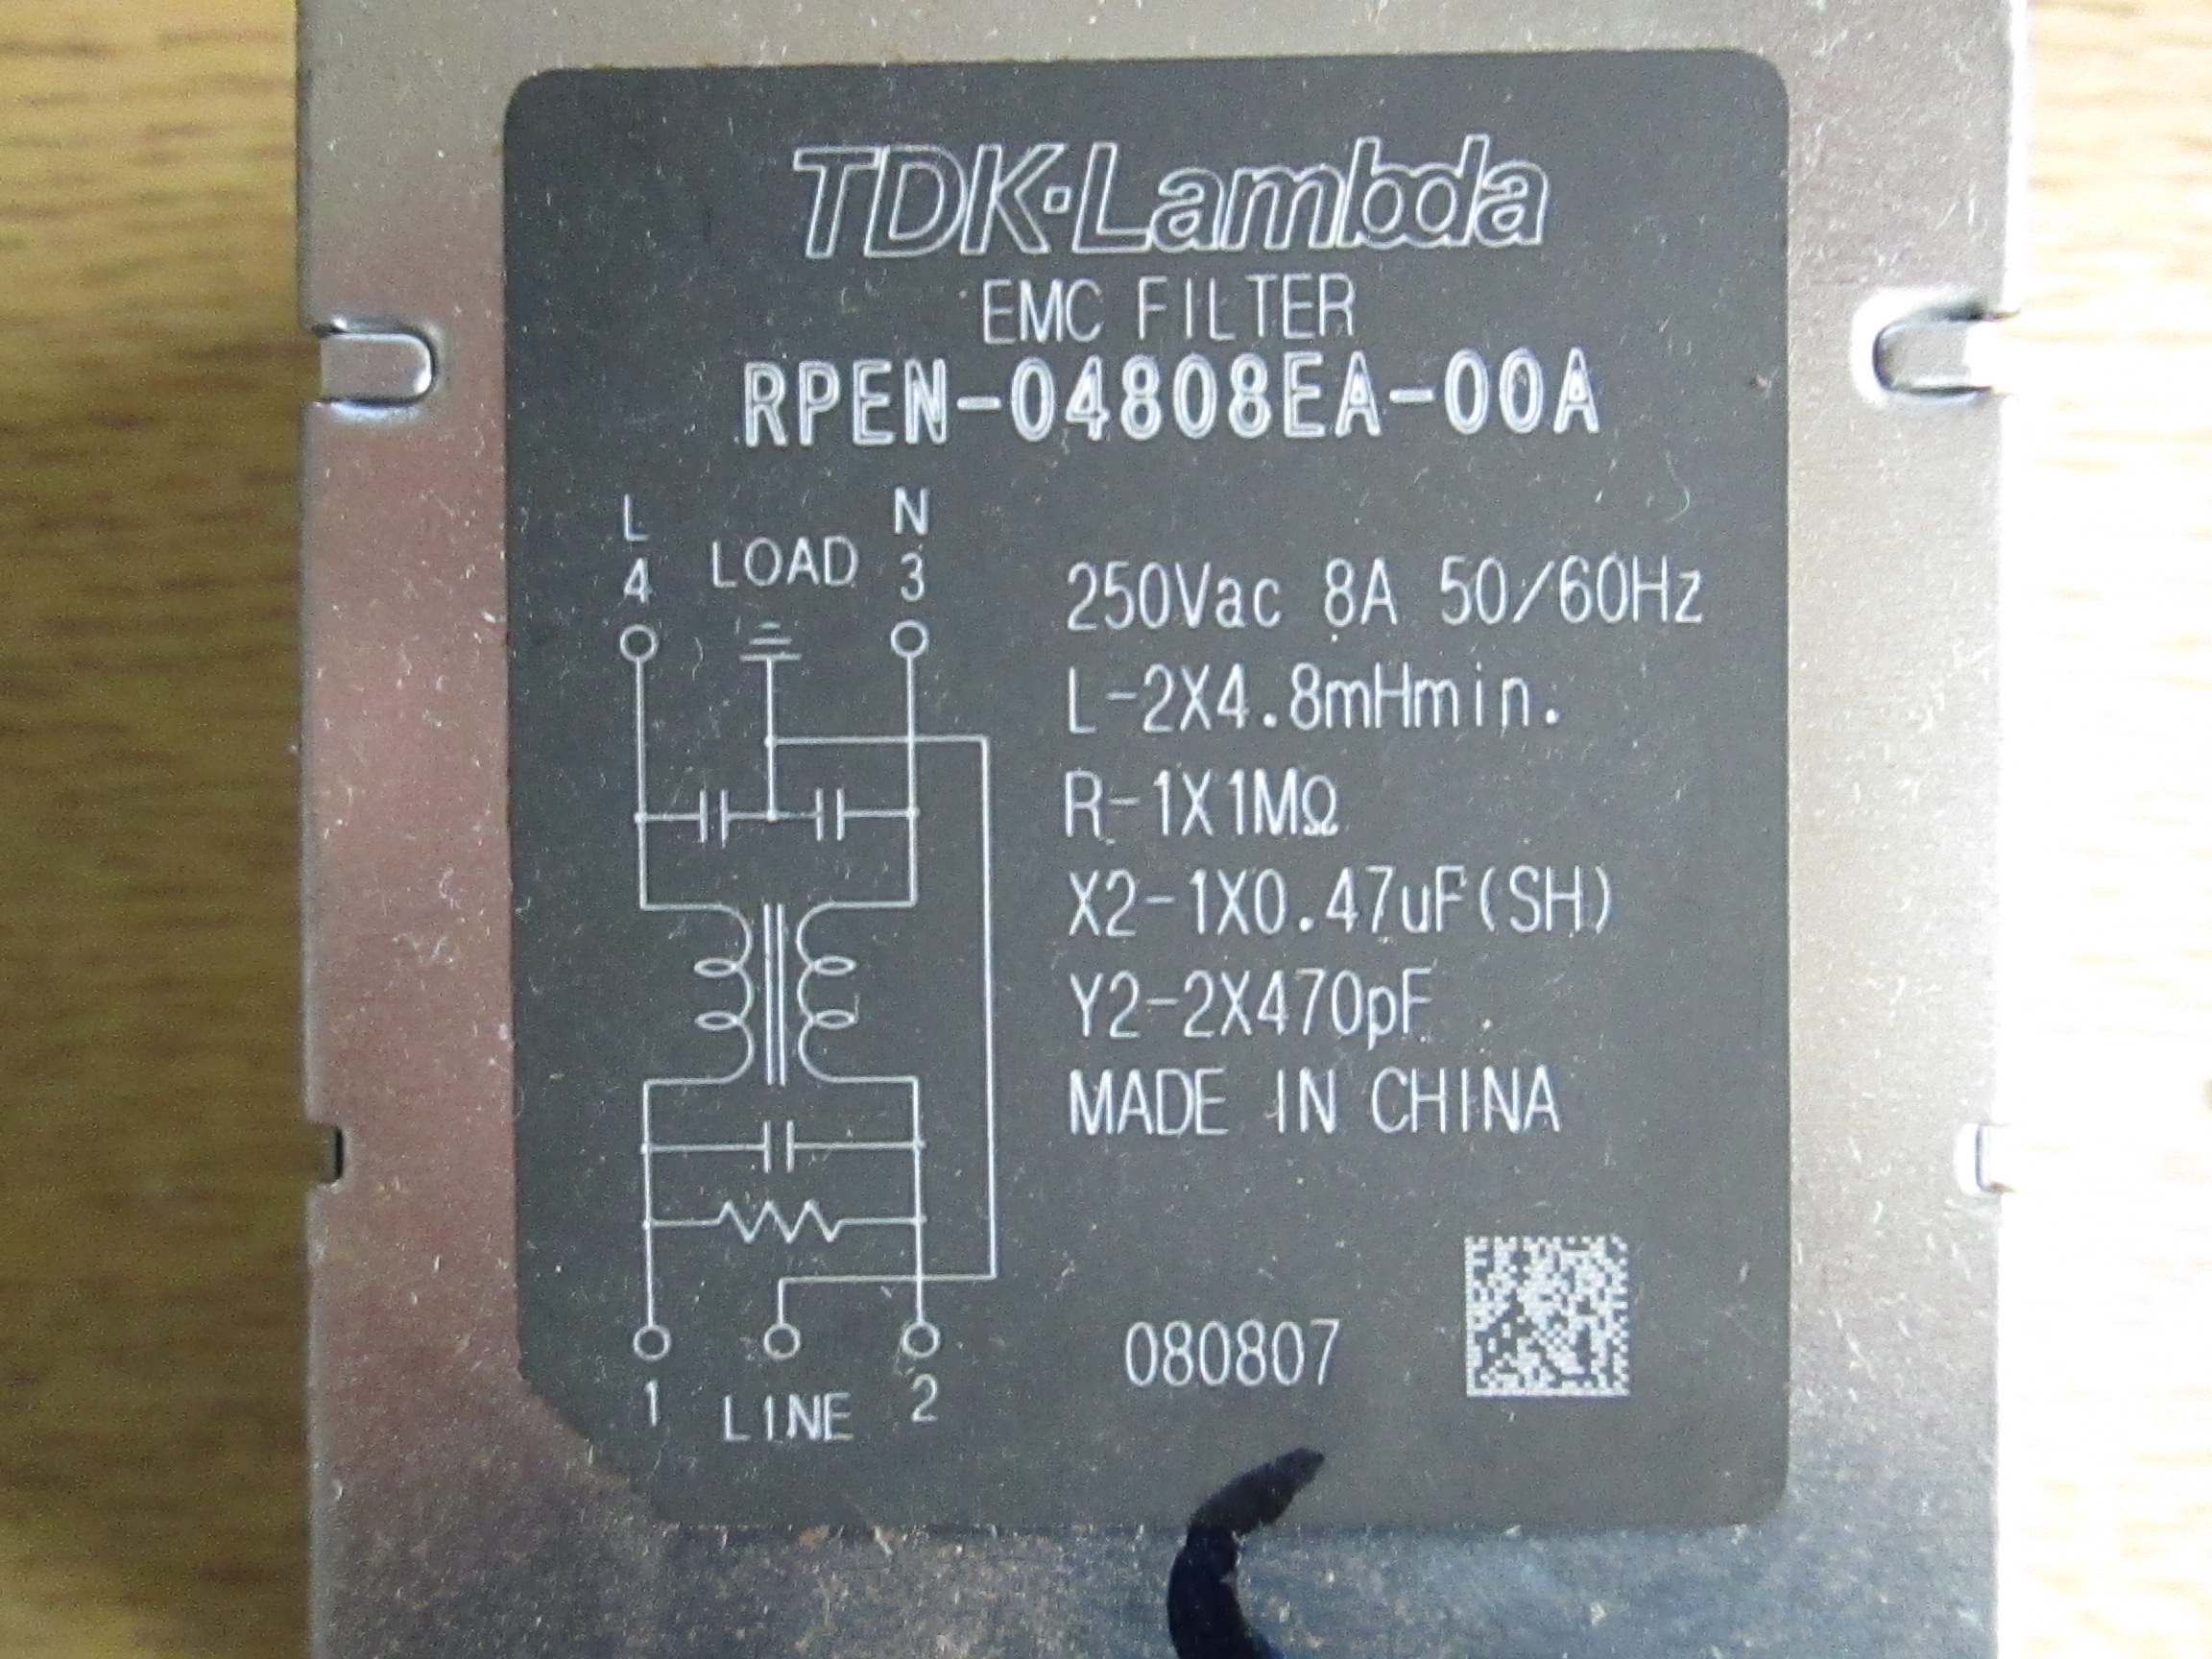 TDK·Lambda
EMC FILTER
RPEN-04808EA-00A
L N
4 LOAD 3
250Vac 8A 50/60Hz
L-2X4.8mHmin.
R-1X1MΩ
X2-1X0.47uF(SH)
Y2-2X470pF
MADE IN CHINA
080807
1 LINE 2